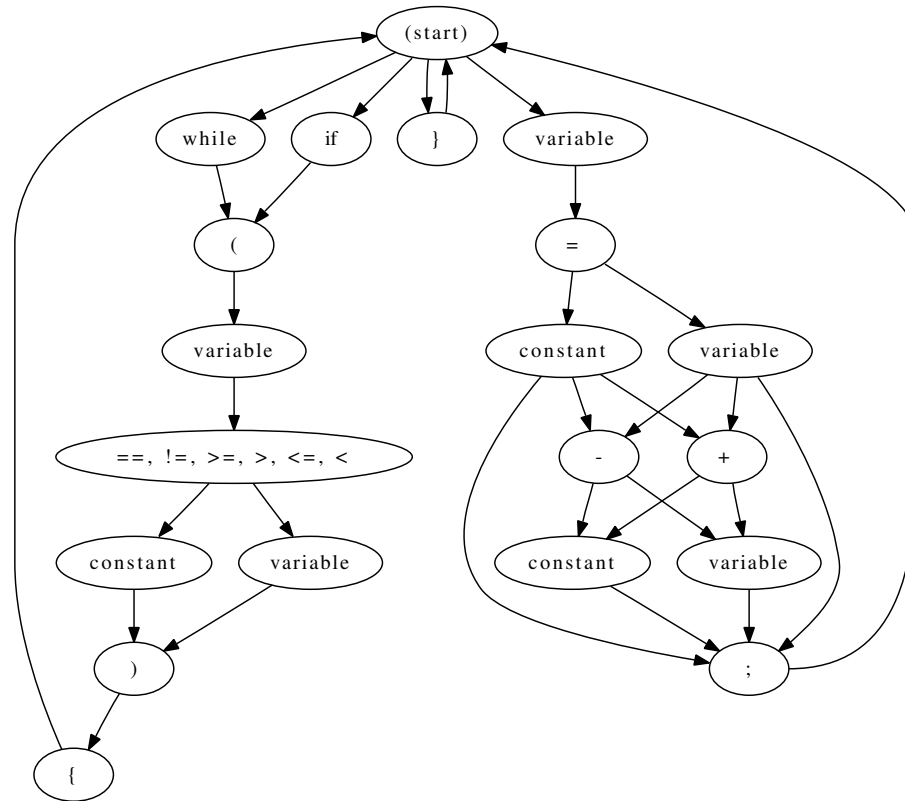 (start)
while
if
}
variable
(
=
variable
constant
variable
==, !=, >=, >, <=, <
-
+
constant
variable
constant
variable
)
;
{